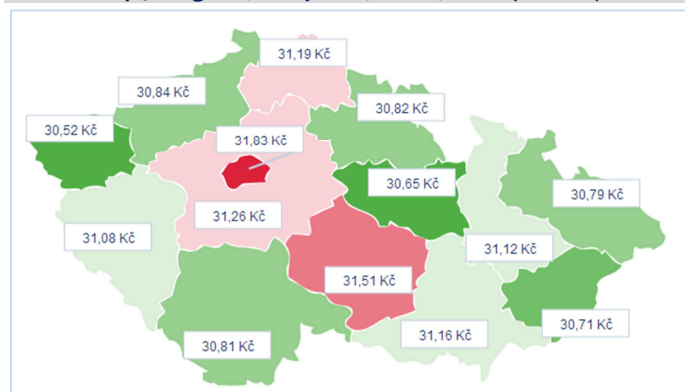 31,19 Kč
30,84 Kč
30,82 Kč
30,52 Kč
31,83 Kč
30,65 Kč
30,79 Kč
31,26 Kč
31,08 Kč
31,12 Kč
31,51 Kč
30,71 Kč
31,16 Kč
30,81 Kč